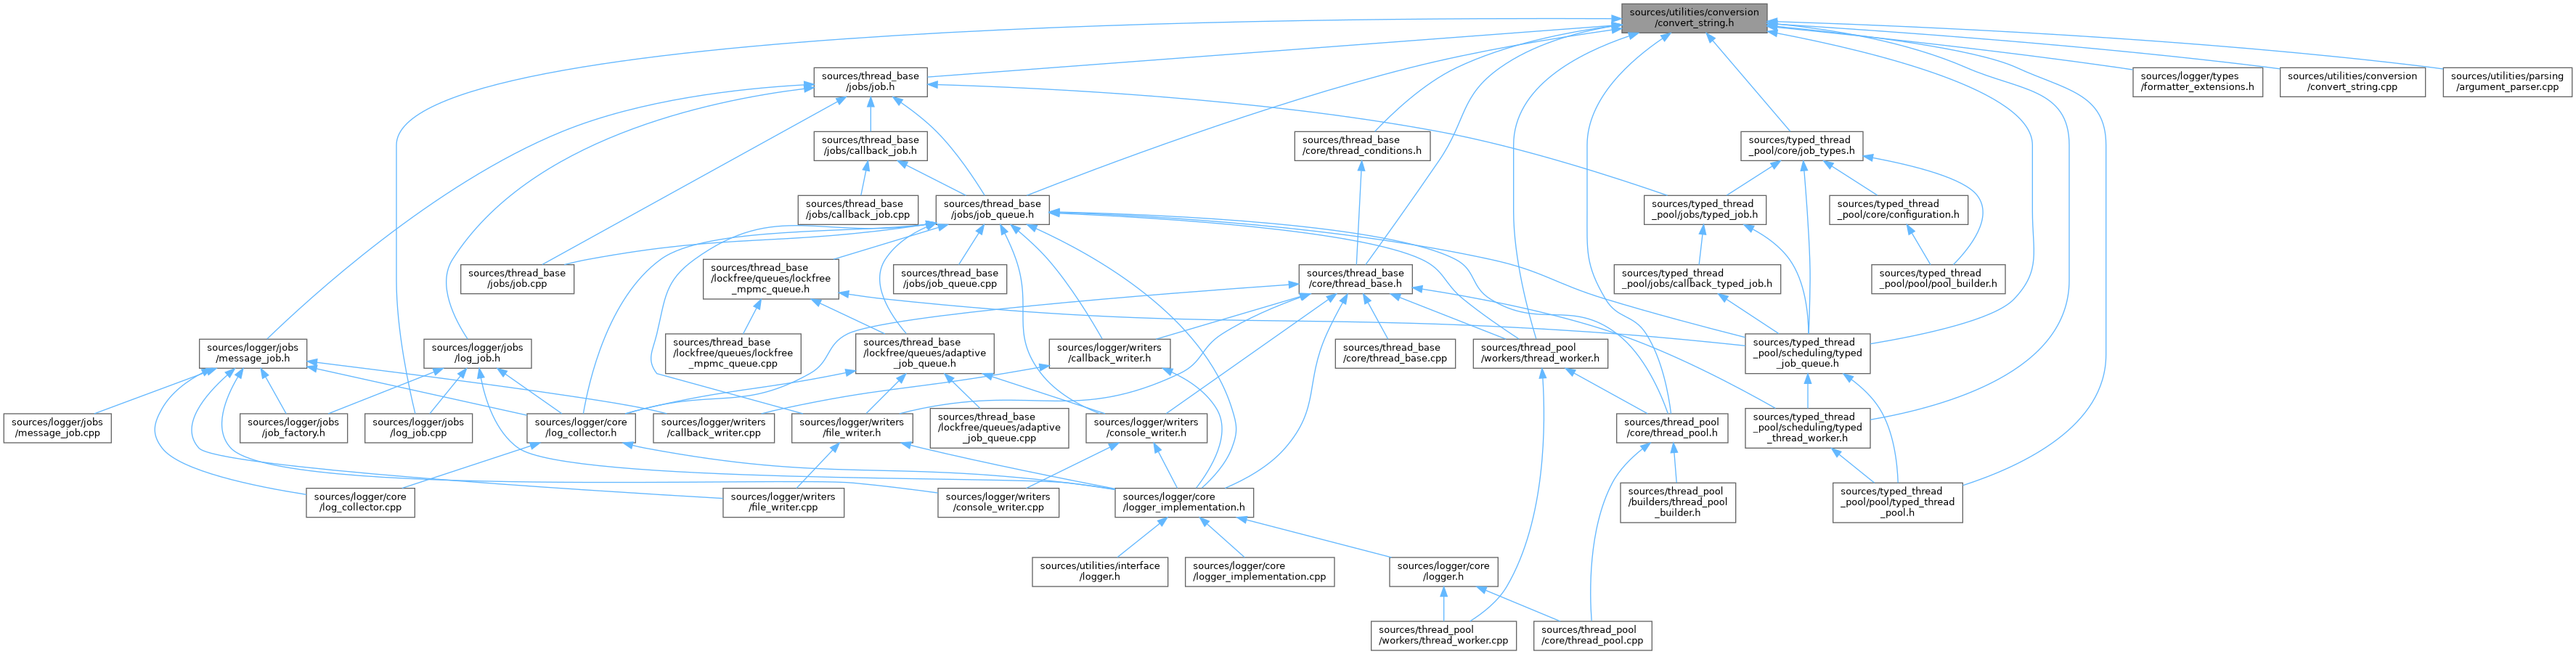 sources/utilities/conversion
/convert_string.h
sources/thread_base
/jobs/job.h
sources/logger/types
/formatter_extensions.h
sources/utilities/conversion
/convert_string.cpp
sources/utilities/parsing
/argument_parser.cpp
sources/thread_base
/jobs/callback_job.h
sources/thread_base
/core/thread_conditions.h
sources/typed_thread
_pool/core/job_types.h
sources/thread_base
/jobs/callback_job.cpp
sources/thread_base
/jobs/job_queue.h
sources/typed_thread
_pool/jobs/typed_job.h
sources/typed_thread
_pool/core/configuration.h
sources/thread_base
/jobs/job.cpp
sources/thread_base
/lockfree/queues/lockfree
_mpmc_queue.h
sources/thread_base
/jobs/job_queue.cpp
sources/thread_base
/core/thread_base.h
sources/typed_thread
_pool/jobs/callback_typed_job.h
sources/typed_thread
_pool/pool/pool_builder.h
sources/logger/jobs
/message_job.h
sources/logger/jobs
/log_job.h
sources/thread_base
/lockfree/queues/lockfree
_mpmc_queue.cpp
sources/thread_base
/lockfree/queues/adaptive
_job_queue.h
sources/logger/writers
/callback_writer.h
sources/thread_base
/core/thread_base.cpp
sources/thread_pool
/workers/thread_worker.h
sources/typed_thread
_pool/scheduling/typed
_job_queue.h
sources/logger/jobs
/message_job.cpp
sources/logger/jobs
/job_factory.h
sources/logger/jobs
/log_job.cpp
sources/logger/core
/log_collector.h
sources/logger/writers
/callback_writer.cpp
sources/logger/writers
/file_writer.h
sources/thread_base
/lockfree/queues/adaptive
_job_queue.cpp
sources/logger/writers
/console_writer.h
sources/thread_pool
/core/thread_pool.h
sources/typed_thread
_pool/scheduling/typed
_thread_worker.h
sources/logger/core
/log_collector.cpp
sources/logger/writers
/file_writer.cpp
sources/logger/writers
/console_writer.cpp
sources/logger/core
/logger_implementation.h
sources/thread_pool
/builders/thread_pool
_builder.h
sources/typed_thread
_pool/pool/typed_thread
_pool.h
sources/utilities/interface
/logger.h
sources/logger/core
/logger_implementation.cpp
sources/logger/core
/logger.h
sources/thread_pool
/workers/thread_worker.cpp
sources/thread_pool
/core/thread_pool.cpp